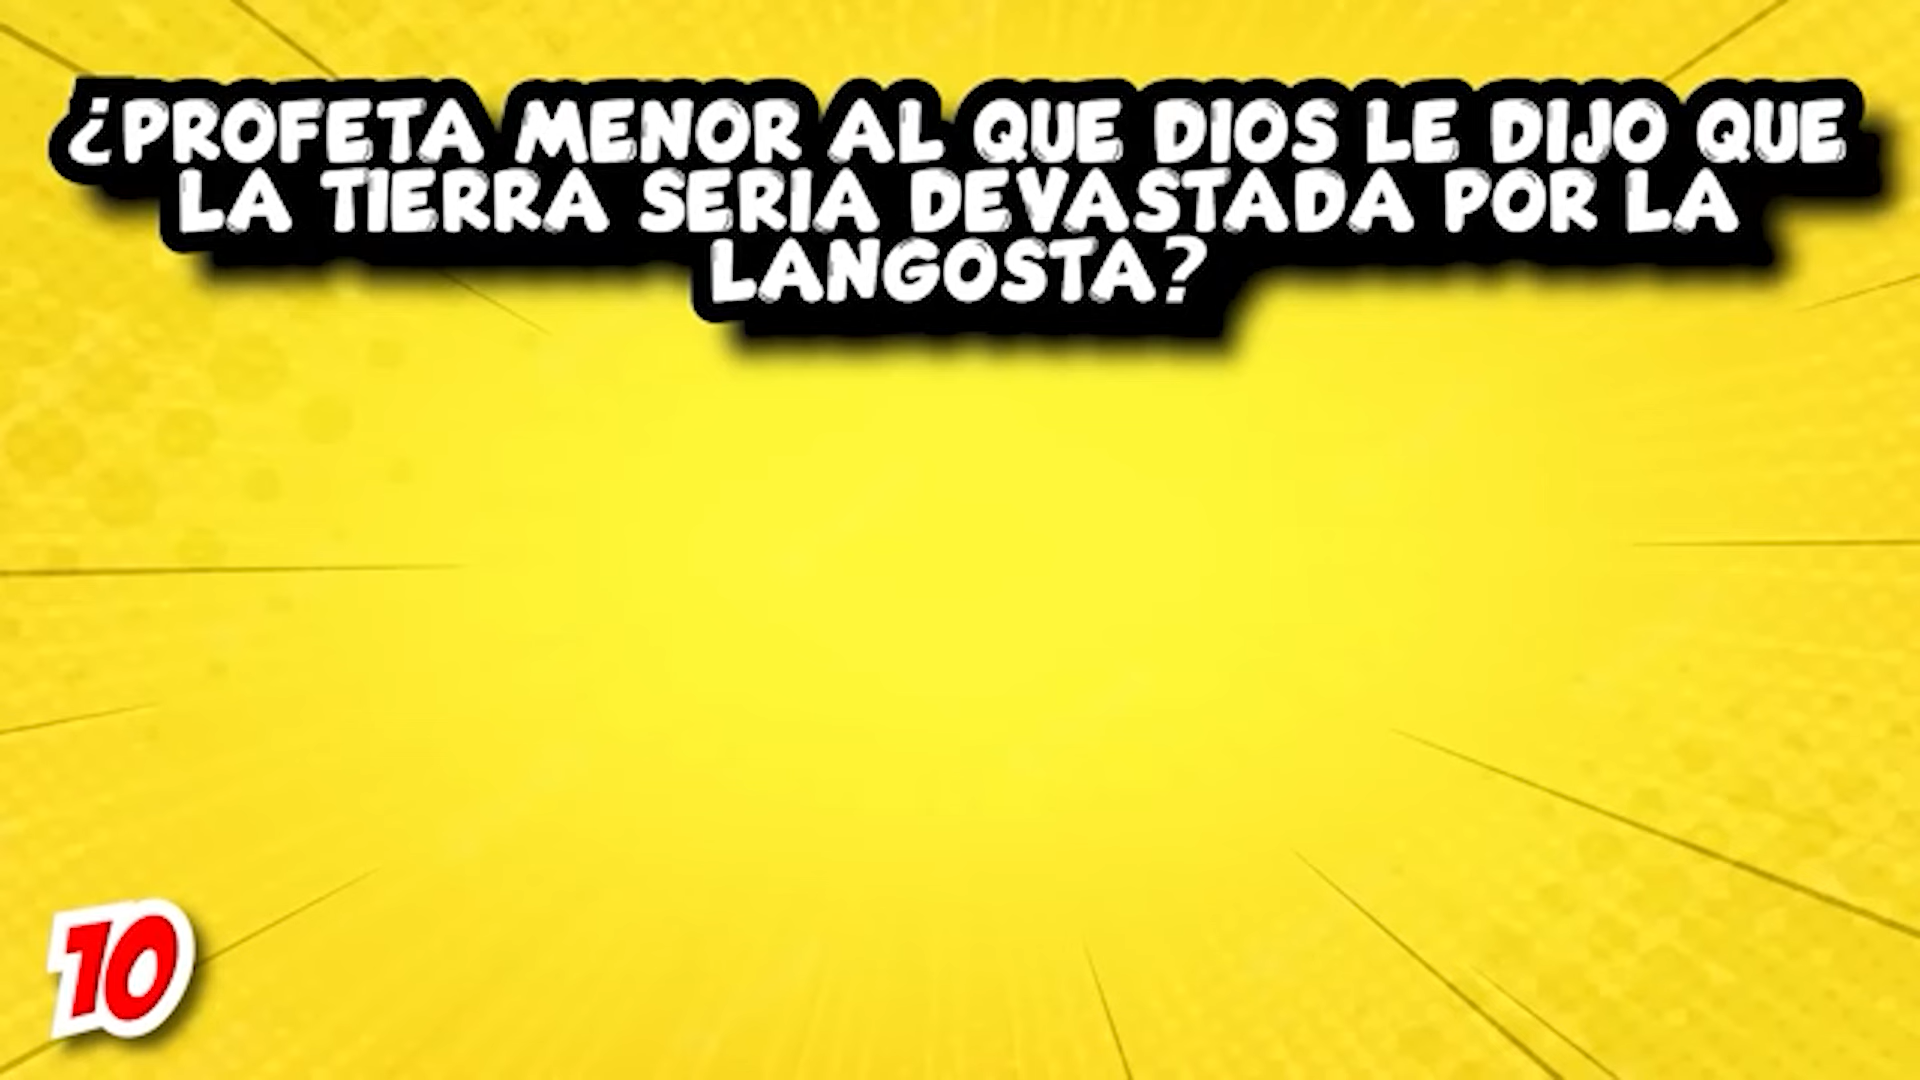 ¿PROFETA MENOR AL QUE DIOS LE DIJO QUE
LA TIERRA SERIA DEVASTADA POR LA
LANGOSTA?
10